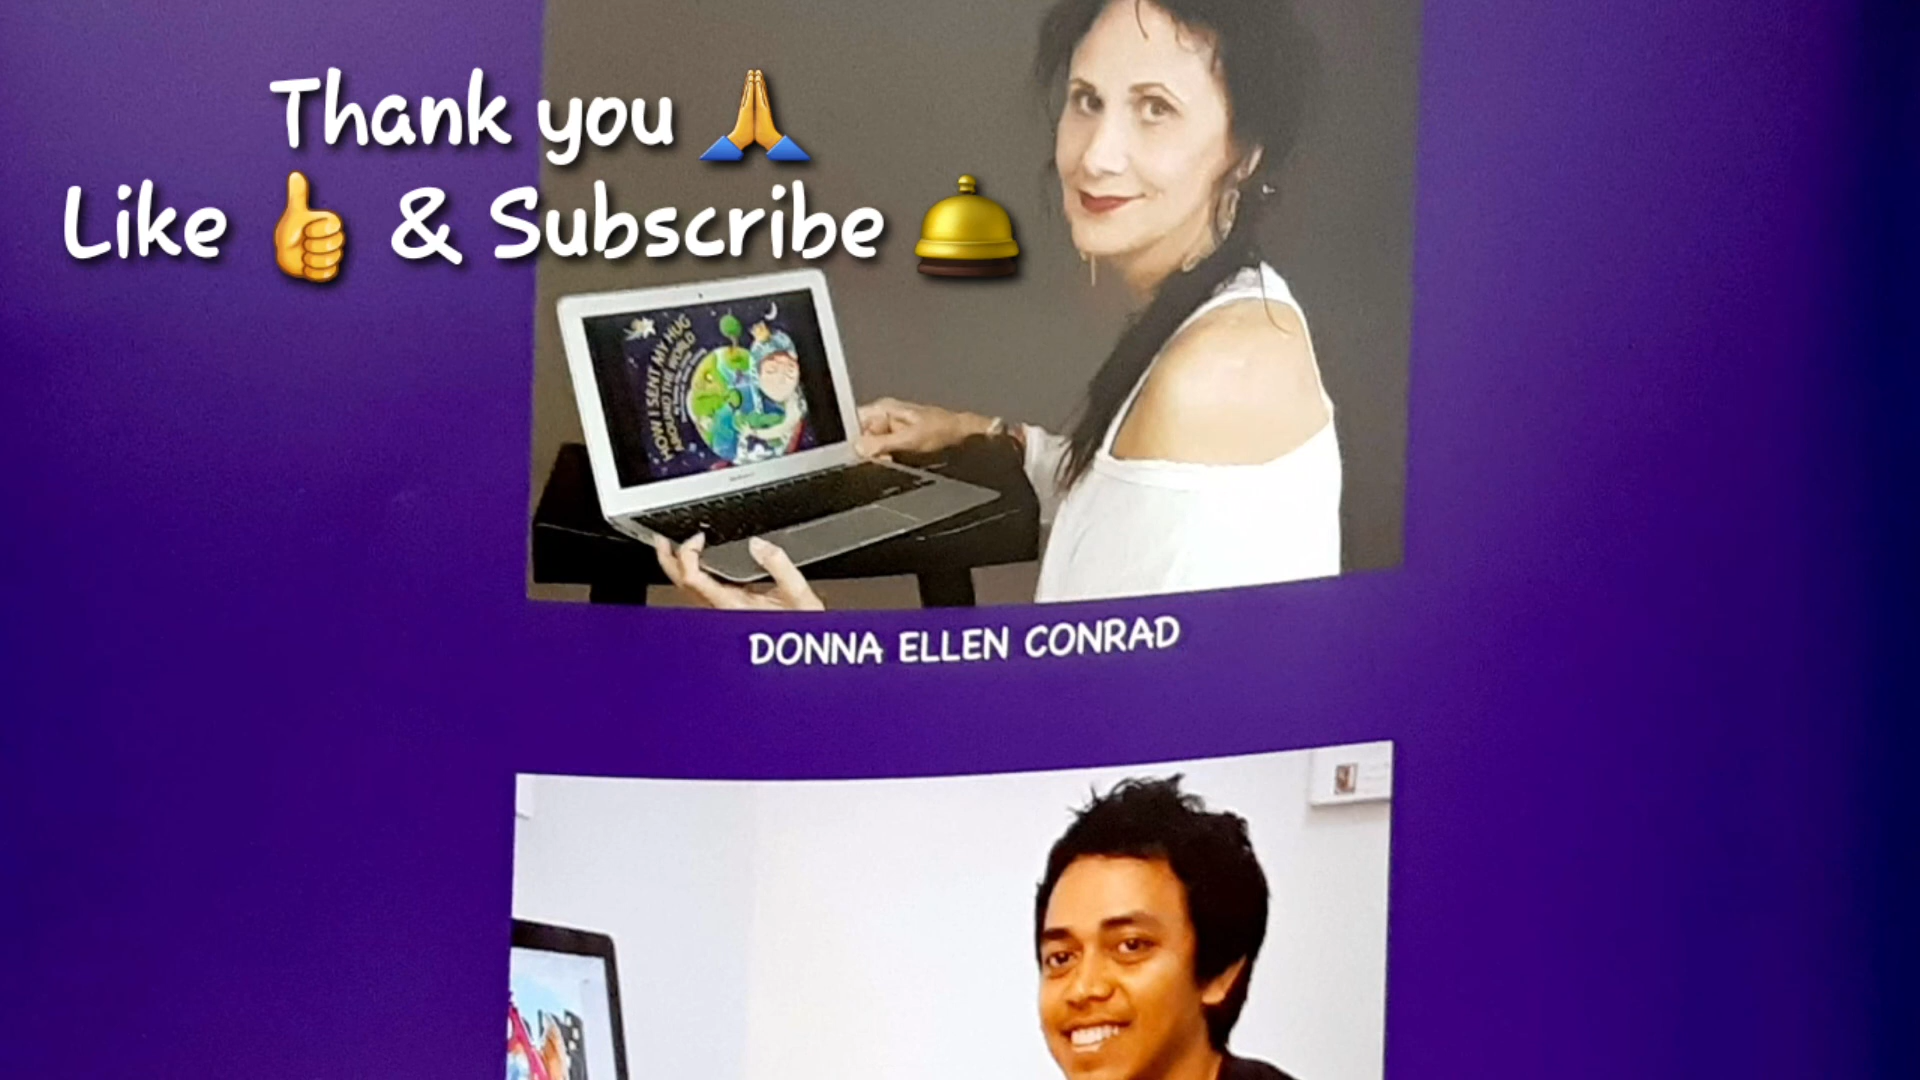 Thank you 🙏
Like 👍 & Subscribe 🛎️
HOW I SENT MY HUG
AROUND THE WORLD
DONNA ELLEN CONRAD